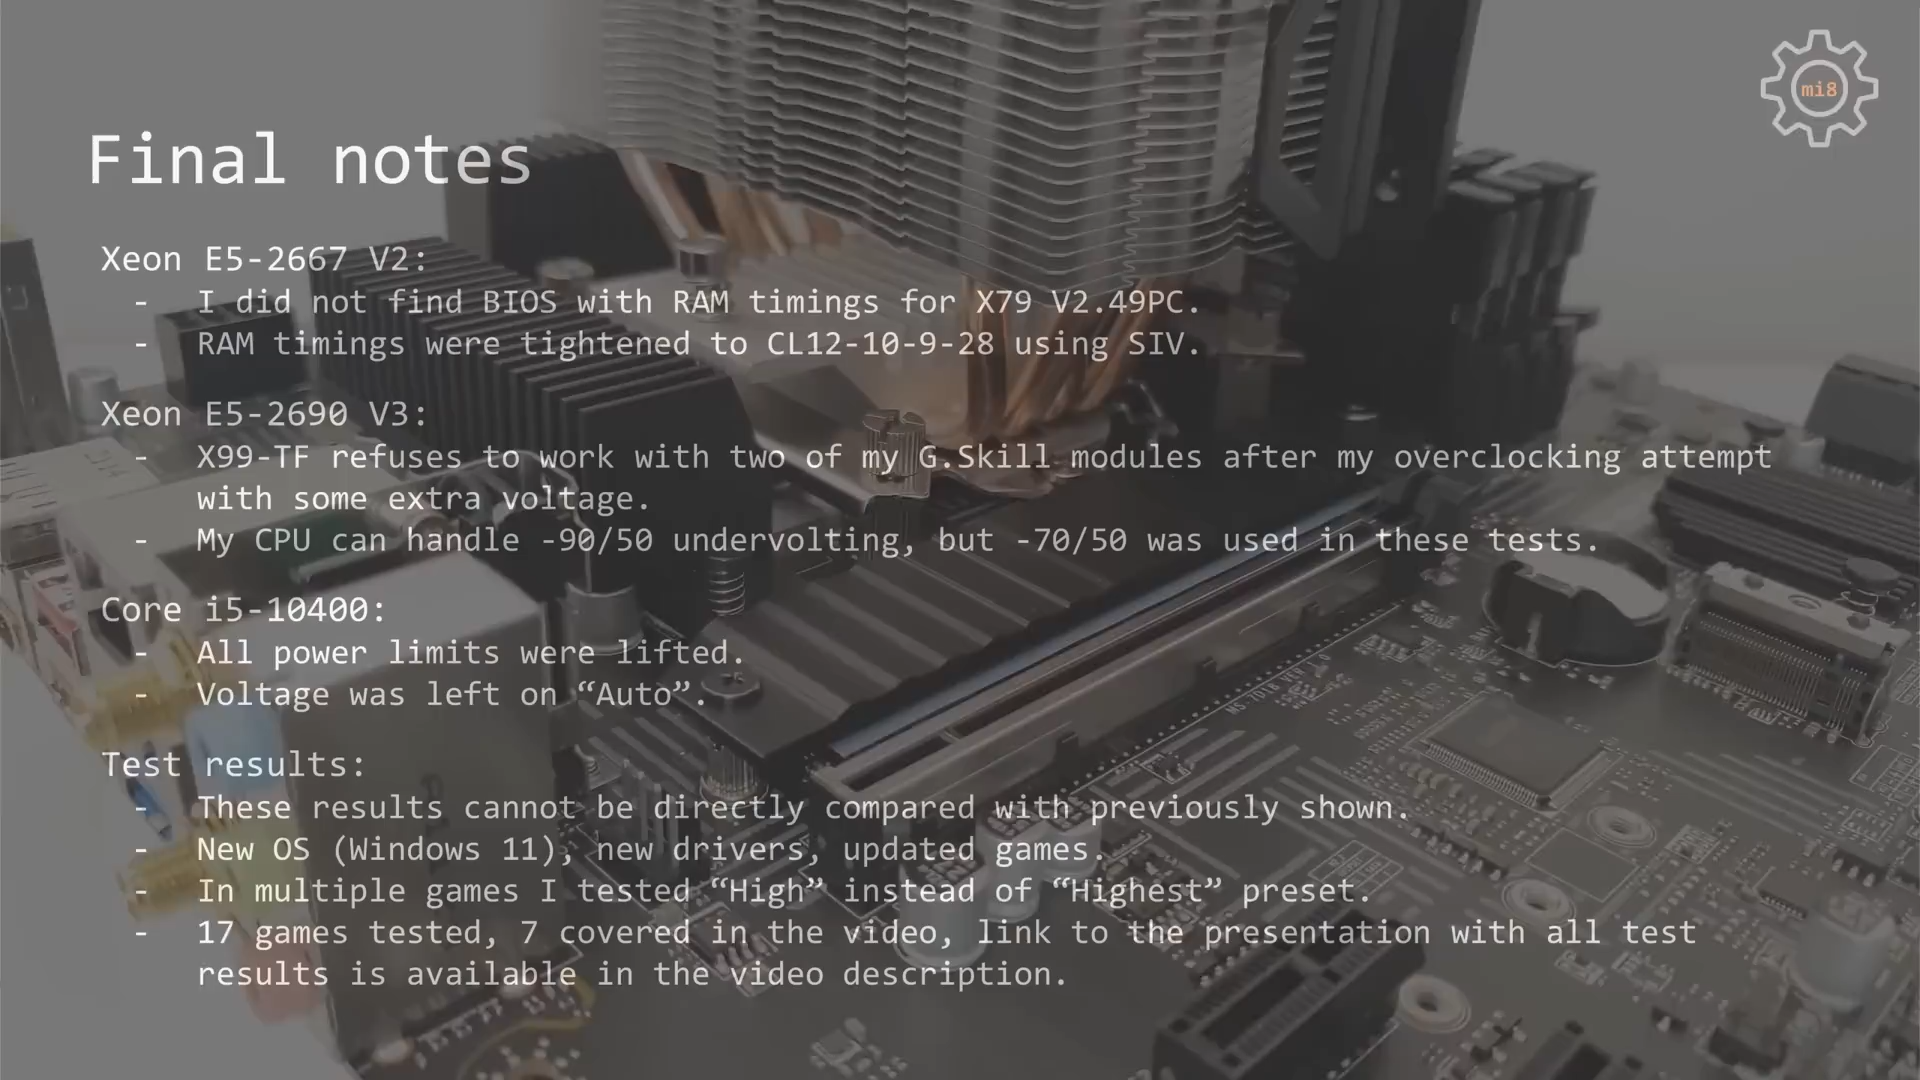 mi8
Final notes
Xeon E5-2667 V2:
- I did not find BIOS with RAM timings for X79 V2.49PC.
- RAM timings were tightened to CL12-10-9-28 using SIV.
Xeon E5-2690 V3:
- X99-TF refuses to work with two of my G.Skill modules after my overclocking attempt
with some extra voltage.
- My CPU can handle -90/50 undervolting, but -70/50 was used in these tests.
Core i5-10400:
- All power limits were lifted.
- Voltage was left on “Auto”.
Test results:
- These results cannot be directly compared with previously shown.
- New OS (Windows 11), new drivers, updated games.
- In multiple games I tested “High” instead of “Highest” preset.
- 17 games tested, 7 covered in the video, link to the presentation with all test
results is available in the video description.